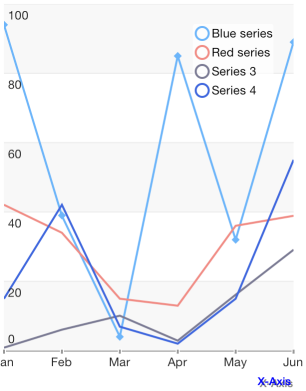 100
80
60
40
20
0
Blue series
Red series
Series 3
Series 4
an Feb Mar Apr May Jun
X-Axis